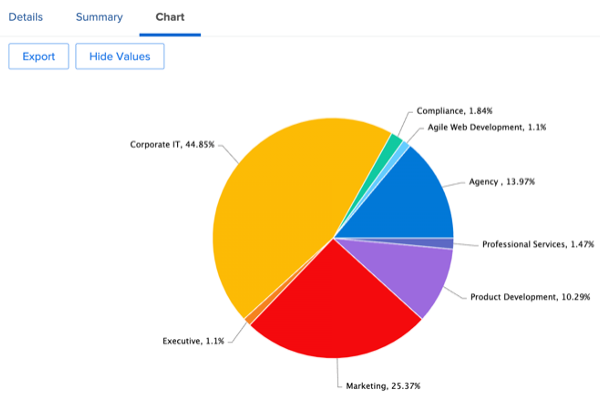 Details Summary Chart
Export Hide Values
Compliance, 1.84%
Agile Web Development, 1.1%
Corporate IT, 44.85%
Agency , 13.97%
Professional Services, 1.47%
Product Development, 10.29%
Executive, 1.1%
Marketing, 25.37%